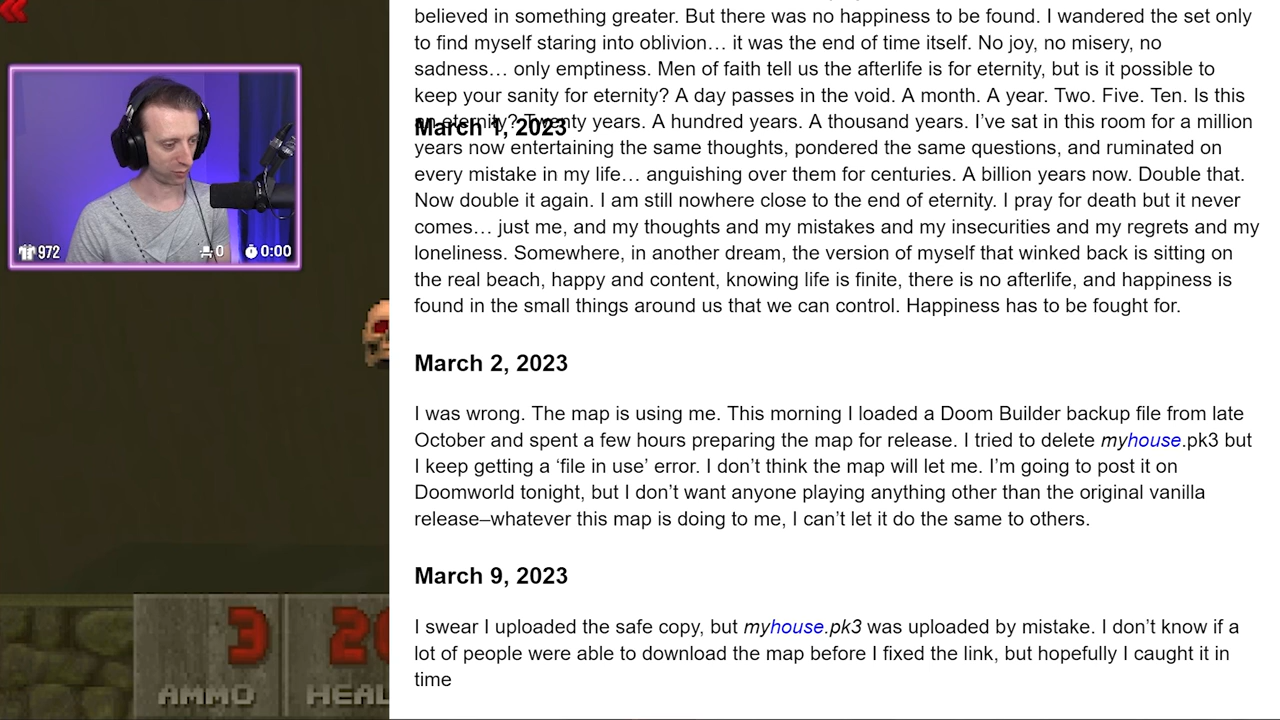 believed in something greater. But there was no happiness to be found. I wandered the set only
to find myself staring into oblivion… it was the end of time itself. No joy, no misery, no
sadness… only emptiness. Men of faith tell us the afterlife is for eternity, but is it possible to
keep your sanity for eternity? A day passes in the void. A month. A year. Two. Five. Ten. Is this
an eternity? Twenty years. A hundred years. A thousand years. I've sat in this room for a million
March 1, 2023
years now entertaining the same thoughts, pondered the same questions, and ruminated on
every mistake in my life… anguishing over them for centuries. A billion years now. Double that.
Now double it again. I am still nowhere close to the end of eternity. I pray for death but it never
comes… just me, and my thoughts and my mistakes and my insecurities and my regrets and my
loneliness. Somewhere, in another dream, the version of myself that winked back is sitting on
the real beach, happy and content, knowing life is finite, there is no afterlife, and happiness is
found in the small things around us that we can control. Happiness has to be fought for.
March 2, 2023
I was wrong. The map is using me. This morning I loaded a Doom Builder backup file from late
October and spent a few hours preparing the map for release. I tried to delete myhouse.pk3 but
I keep getting a 'file in use' error. I don't think the map will let me. I'm going to post it on
Doomworld tonight, but I don't want anyone playing anything other than the original vanilla
release–whatever this map is doing to me, I can't let it do the same to others.
March 9, 2023
I swear I uploaded the safe copy, but myhouse.pk3 was uploaded by mistake. I don't know if a
lot of people were able to download the map before I fixed the link, but hopefully I caught it in
time
972
0
0:00
3
AMMO